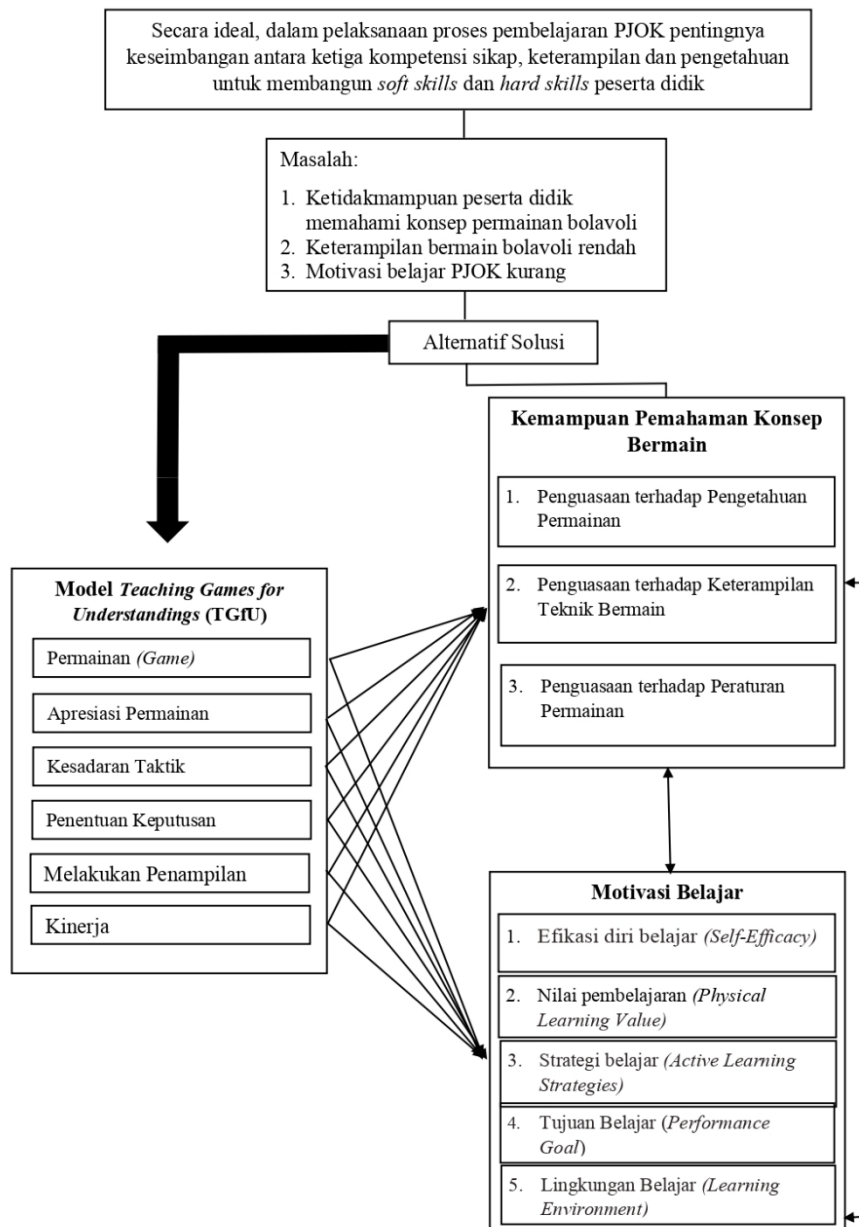 Secara ideal, dalam pelaksanaan proses pembelajaran PJOK pentingnya
keseimbangan antara ketiga kompetensi sikap, keterampilan dan pengetahuan
untuk membangun soft skills dan hard skills peserta didik
Masalah:
1. Ketidakmampuan peserta didik
memahami konsep permainan bolavoli
2. Keterampilan bermain bolavoli rendah
3. Motivasi belajar PJOK kurang
Alternatif Solusi
Model Teaching Games for
Understandings (TGfU)
Permainan (Game)
Apresiasi Permainan
Kesadaran Taktik
Penentuan Keputusan
Melakukan Penampilan
Kinerja
Kemampuan Pemahaman Konsep
Bermain
1. Penguasaan terhadap Pengetahuan
Permainan
2. Penguasaan terhadap Keterampilan
Teknik Bermain
3. Penguasaan terhadap Peraturan
Permainan
Motivasi Belajar
1. Efikasi diri belajar (Self-Efficacy)
2. Nilai pembelajaran (Physical
Learning Value)
3. Strategi belajar (Active Learning
Strategies)
4. Tujuan Belajar (Performance
Goal)
5. Lingkungan Belajar (Learning
Environment)